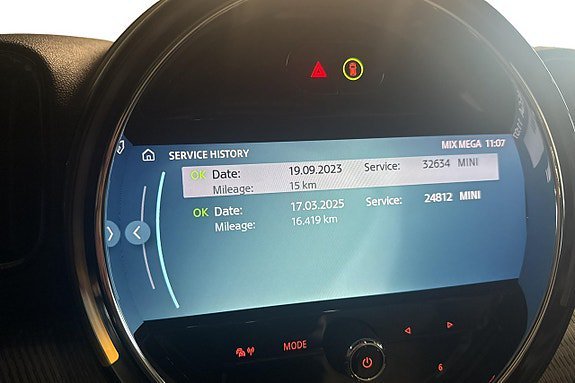 MIX MEGA 11:07
SERVICE HISTORY
OK Date: 19.09.2023 Service: 32634 MINI
Mileage: 15 km
OK Date: 17.03.2025 Service: 24812 MINI
Mileage: 16.419 km
MODE
6